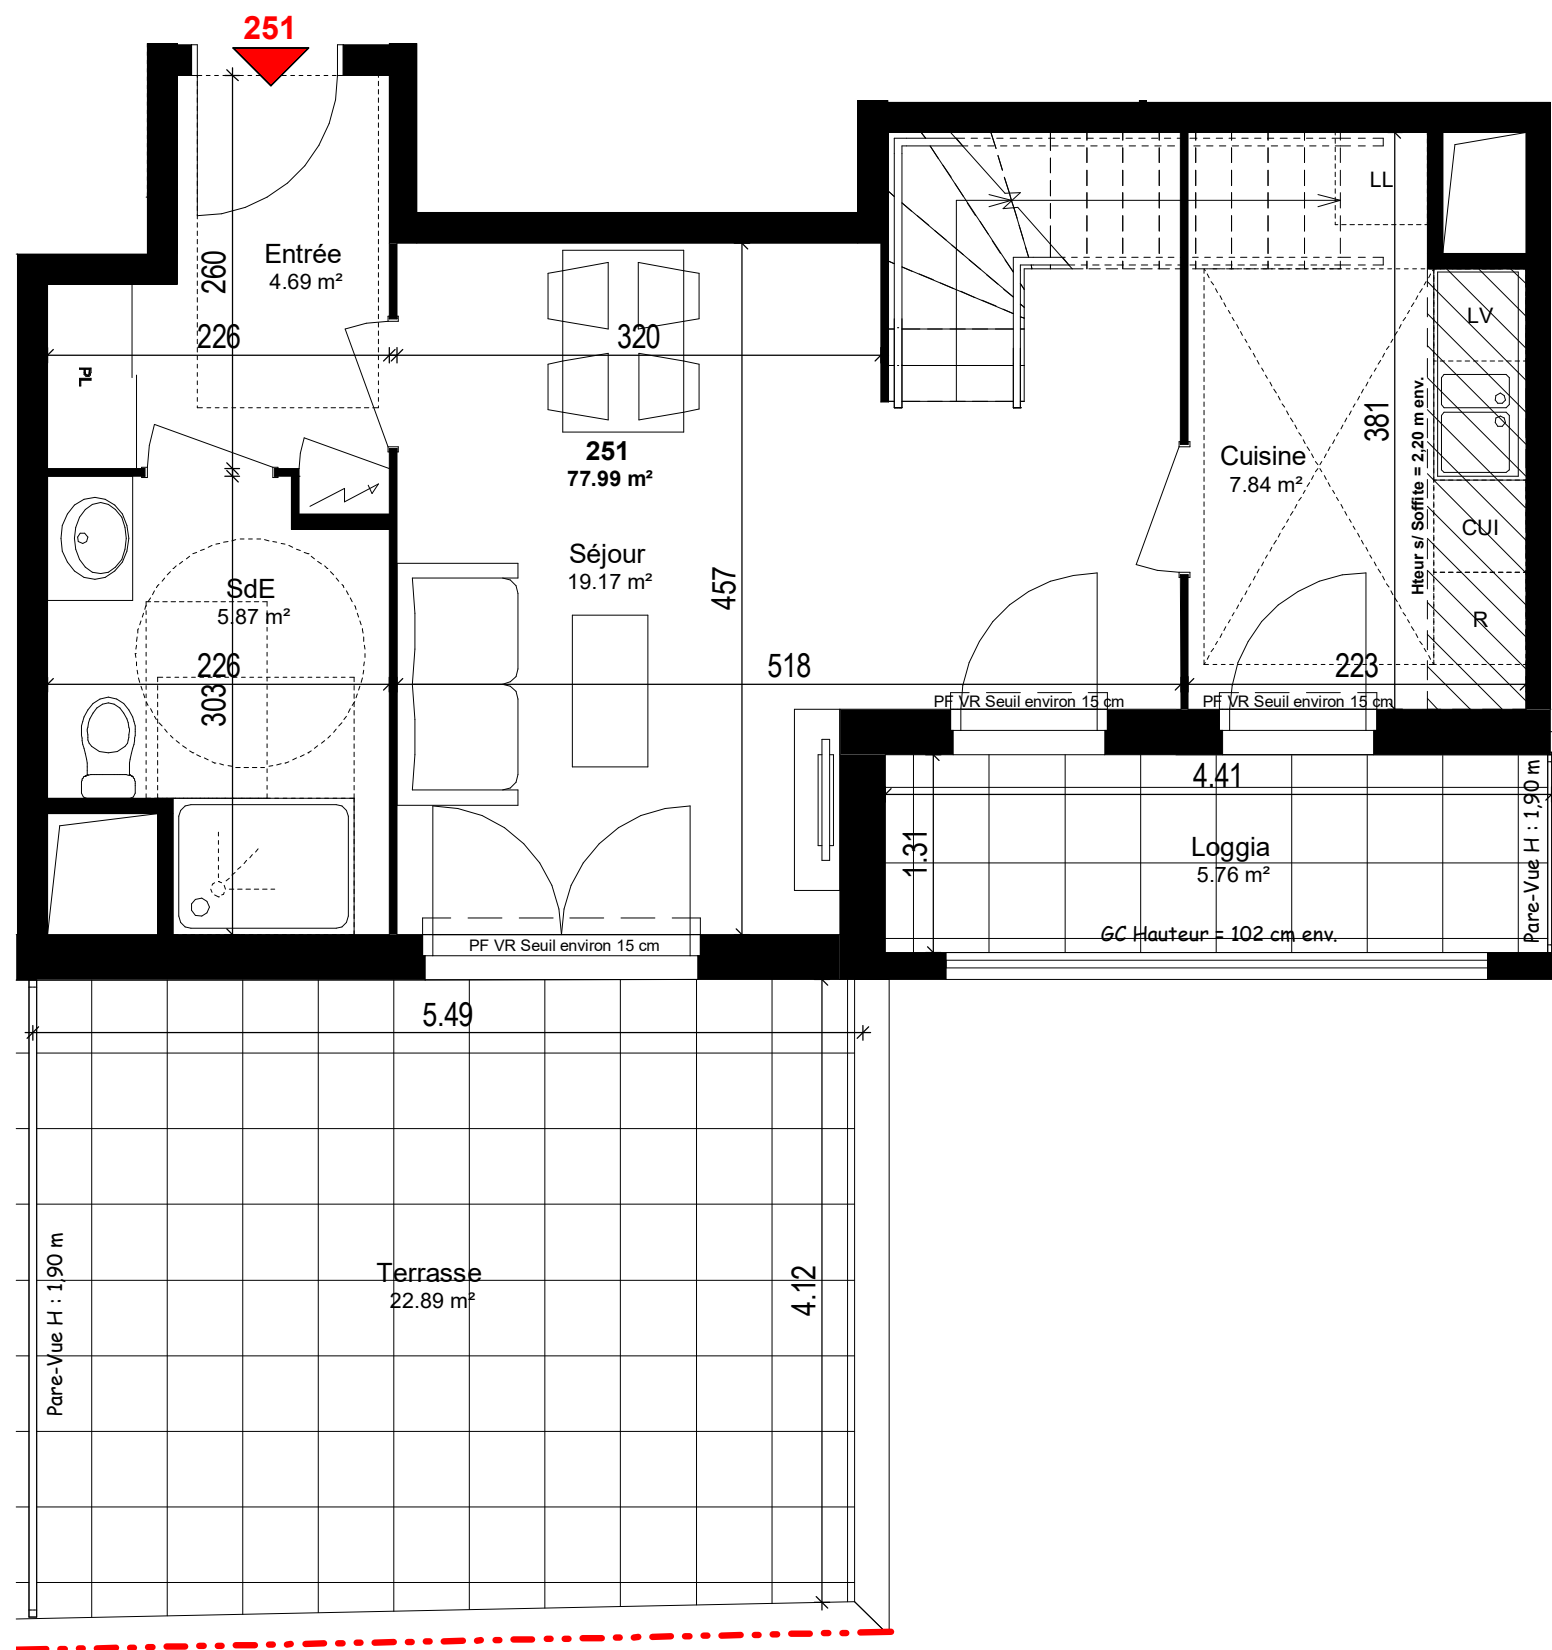 251
LL
Entrée
4.69 m²
260
226
320
PL
LV
381
Hteur s/ Soffite = 2,20 m env.
251
77.99 m²
Cuisine
7.84 m²
CUI
Séjour
19.17 m²
457
SdE
5.87 m²
R
226
303
518
223
PF VR Seuil environ 15 cm
PF VR Seuil environ 15 cm
4.41
1.31
Loggia
5.76 m²
Pare-Vue H : 1,90 m
GC Hauteur = 102 cm env.
PF VR Seuil environ 15 cm
5.49
Terrasse
22.89 m²
4.12
Pare-Vue H : 1,90 m